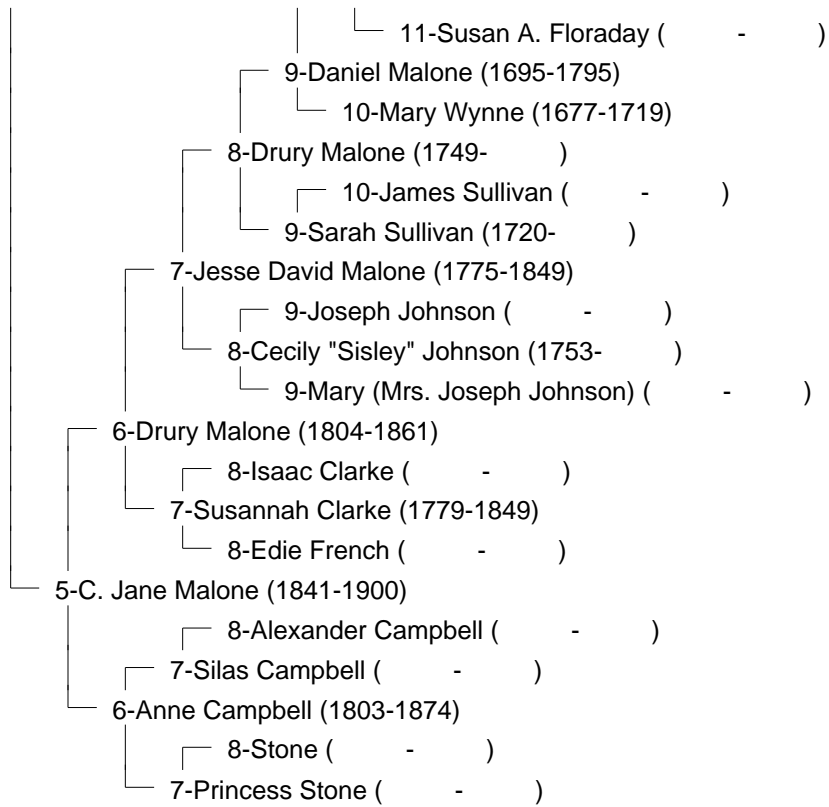 11-Susan A. Floraday ( - )
9-Daniel Malone (1695-1795)
10-Mary Wynne (1677-1719)
8-Drury Malone (1749- )
10-James Sullivan ( - )
9-Sarah Sullivan (1720- )
7-Jesse David Malone (1775-1849)
9-Joseph Johnson ( - )
8-Cecily "Sisley" Johnson (1753- )
9-Mary (Mrs. Joseph Johnson) ( - )
6-Drury Malone (1804-1861)
8-Isaac Clarke ( - )
7-Susannah Clarke (1779-1849)
8-Edie French ( - )
5-C. Jane Malone (1841-1900)
8-Alexander Campbell ( - )
7-Silas Campbell ( - )
6-Anne Campbell (1803-1874)
8-Stone ( - )
7-Princess Stone ( - )